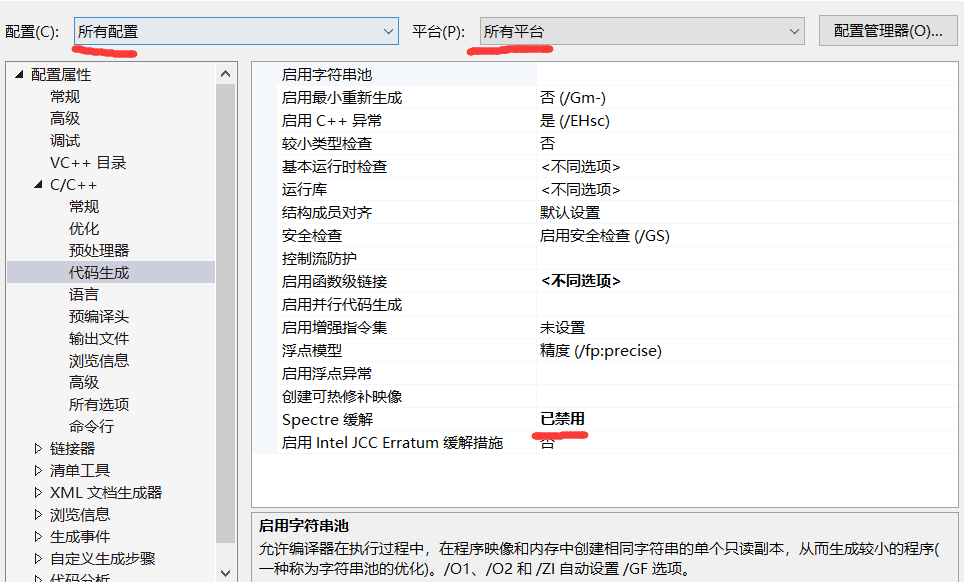 配置(C): 所有配置 平台(P): 所有平台 配置管理器(O)...
配置属性
常规
高级
调试
VC++ 目录
C/C++
常规
优化
预处理器
代码生成
语言
预编译头
输出文件
浏览信息
高级
所有选项
命令行
链接器
清单工具
XML 文档生成器
浏览信息
生成事件
自定义生成步骤
代码分析
启用字符串池
启用最小重新生成 否 (/Gm-)
启用 C++ 异常 是 (/EHsc)
较小类型检查 否
基本运行时检查 <不同选项>
运行库 <不同选项>
结构成员对齐 默认设置
安全检查 启用安全检查 (/GS)
控制流防护
启用函数级链接 <不同选项>
启用并行代码生成
启用增强指令集 未设置
浮点模型 精度 (/fp:precise)
启用浮点异常
创建可热修补映像
Spectre 缓解 已禁用
启用 Intel JCC Erratum 缓解措施 否
启用字符串池
允许编译器在执行过程中，在程序映像和内存中创建相同字符串的单个只读副本，从而生成较小的程序(
一种称为字符串池的优化)。/O1、/O2 和 /ZI 自动设置 /GF 选项。